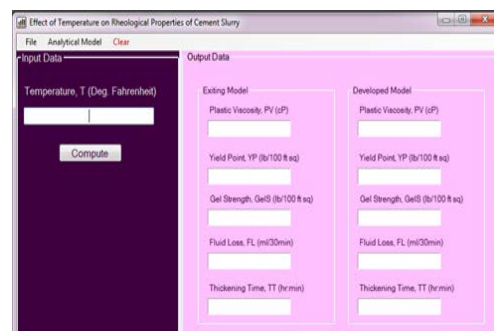 Effect of Temperature on Rheological Properties of Cement Slurry
File Analytical Model Clear
Input Data
Temperature, T (Deg. Fahrenheit)
Compute
Output Data
Exiting Model
Plastic Viscosity, PV (cP)
Yield Point, YP (lb/100 ft sq)
Gel Strength, GelS (lb/100 ft sq)
Fluid Loss, FL (ml/30min)
Thickening Time, TT (hr:min)
Developed Model
Plastic Viscosity, PV (cP)
Yield Point, YP (lb/100 ft sq)
Gel Strength, GelS (lb/100 ft sq)
Fluid Loss, FL (ml/30min)
Thickening Time, TT (hr:min)